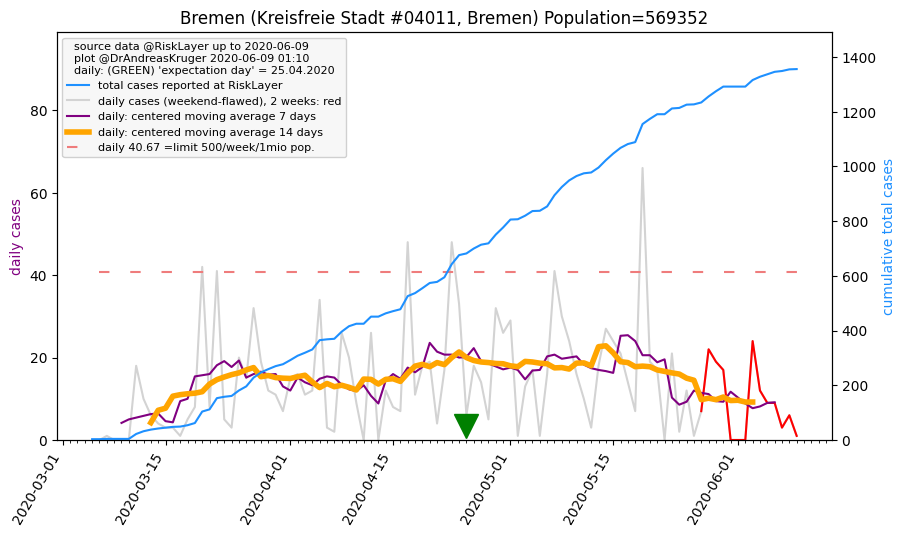 Bremen (Kreisfreie Stadt #04011, Bremen) Population=569352
source data @RiskLayer up to 2020-06-09
plot @DrAndreasKruger 2020-06-09 01:10
daily: (GREEN) 'expectation day' = 25.04.2020
total cases reported at RiskLayer
daily cases (weekend-flawed), 2 weeks: red
daily: centered moving average 7 days
daily: centered moving average 14 days
daily 40.67 =limit 500/week/1mio pop.
daily cases
80
60
40
20
0
cumulative total cases
1400
1200
1000
800
600
400
200
0
2020-03-01
2020-03-15
2020-04-01
2020-04-15
2020-05-01
2020-05-15
2020-06-01